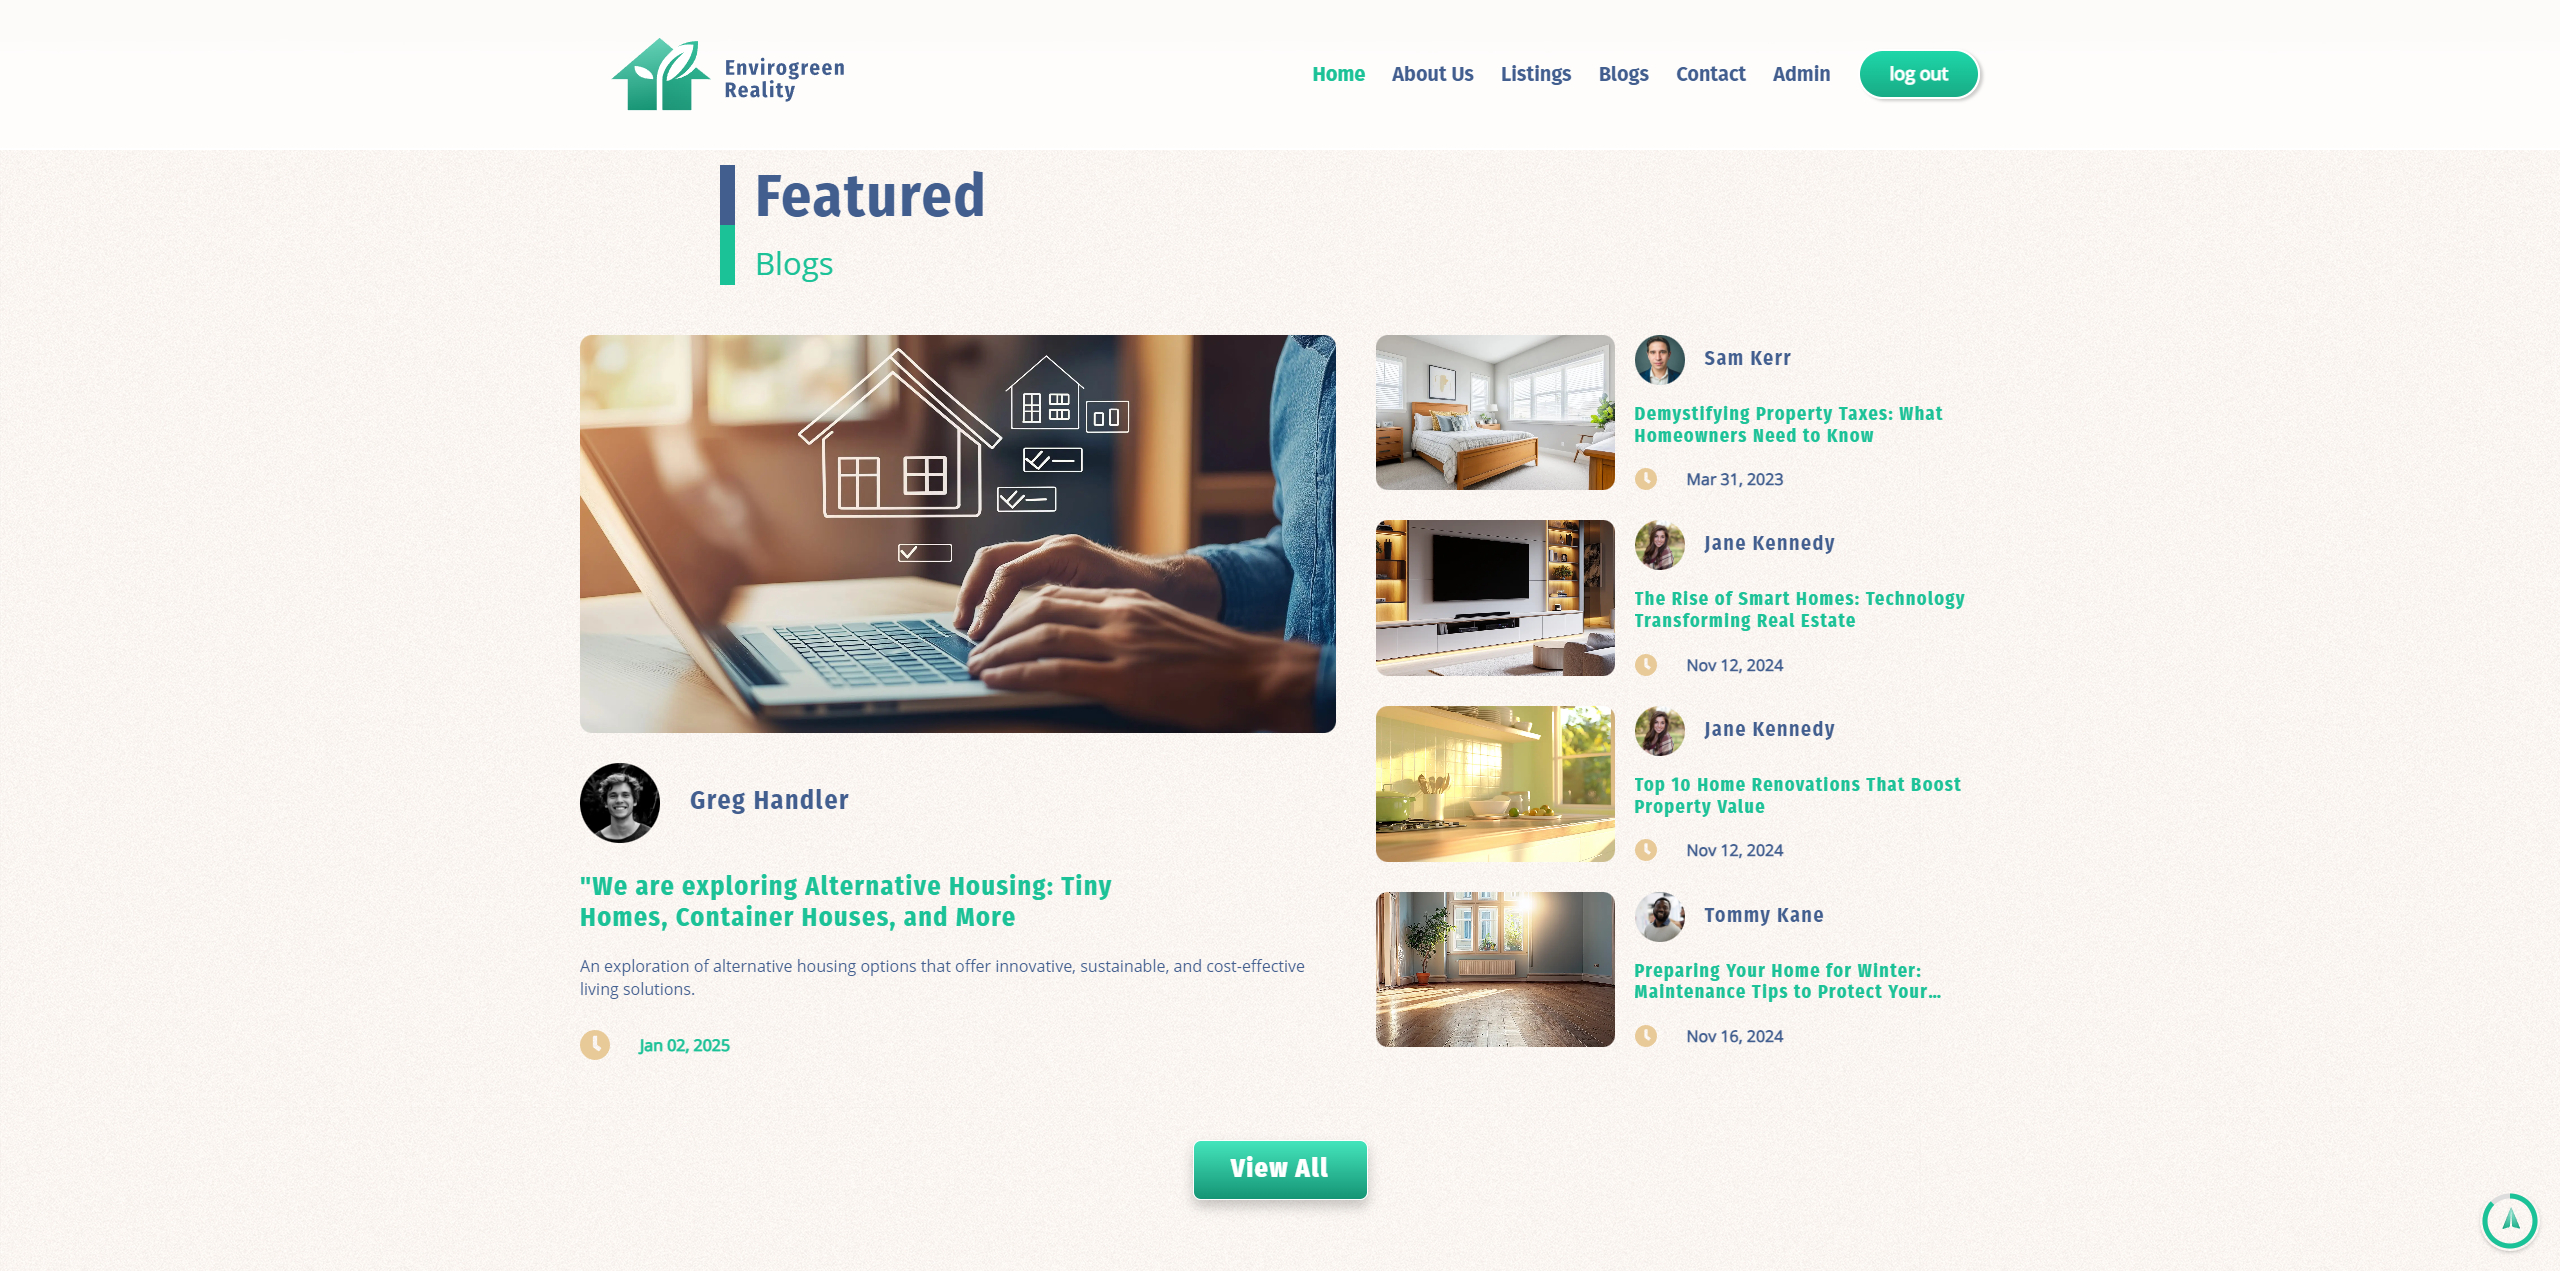 Envirogreen
Reality
Home About Us Listings Blogs Contact Admin log out
Featured
Blogs
Greg Handler
"We are exploring Alternative Housing: Tiny
Homes, Container Houses, and More
An exploration of alternative housing options that offer innovative, sustainable, and cost-effective
living solutions.
Jan 02, 2025
Sam Kerr
Demystifying Property Taxes: What
Homeowners Need to Know
Mar 31, 2023
Jane Kennedy
The Rise of Smart Homes: Technology
Transforming Real Estate
Nov 12, 2024
Jane Kennedy
Top 10 Home Renovations That Boost
Property Value
Nov 12, 2024
Tommy Kane
Preparing Your Home for Winter:
Maintenance Tips to Protect Your...
Nov 16, 2024
View All